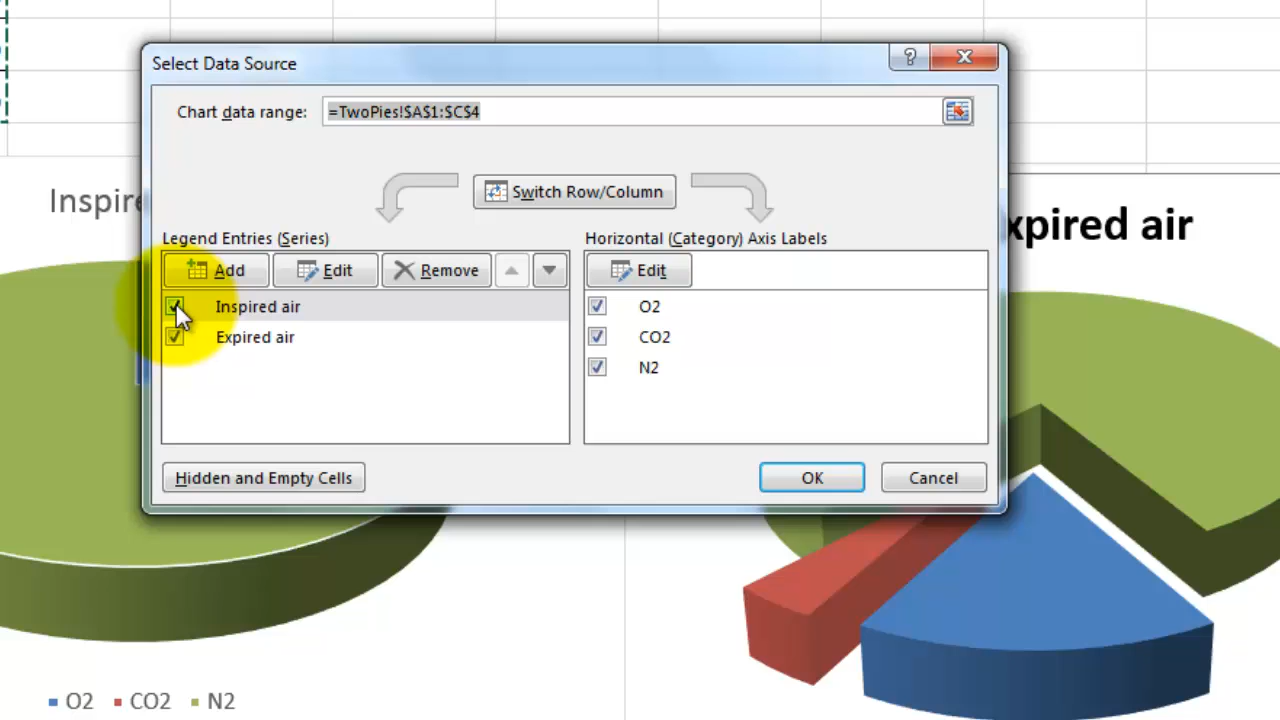 Select Data Source
?
Chart data range: =TwoPies!$A$1:$C$4
Switch Row/Column
Legend Entries (Series)
Horizontal (Category) Axis Labels
Add Edit Remove
Edit
Inspired air
Expired air
O2
CO2
N2
Hidden and Empty Cells
OK Cancel
Inspire
xpired air
O2 CO2 N2